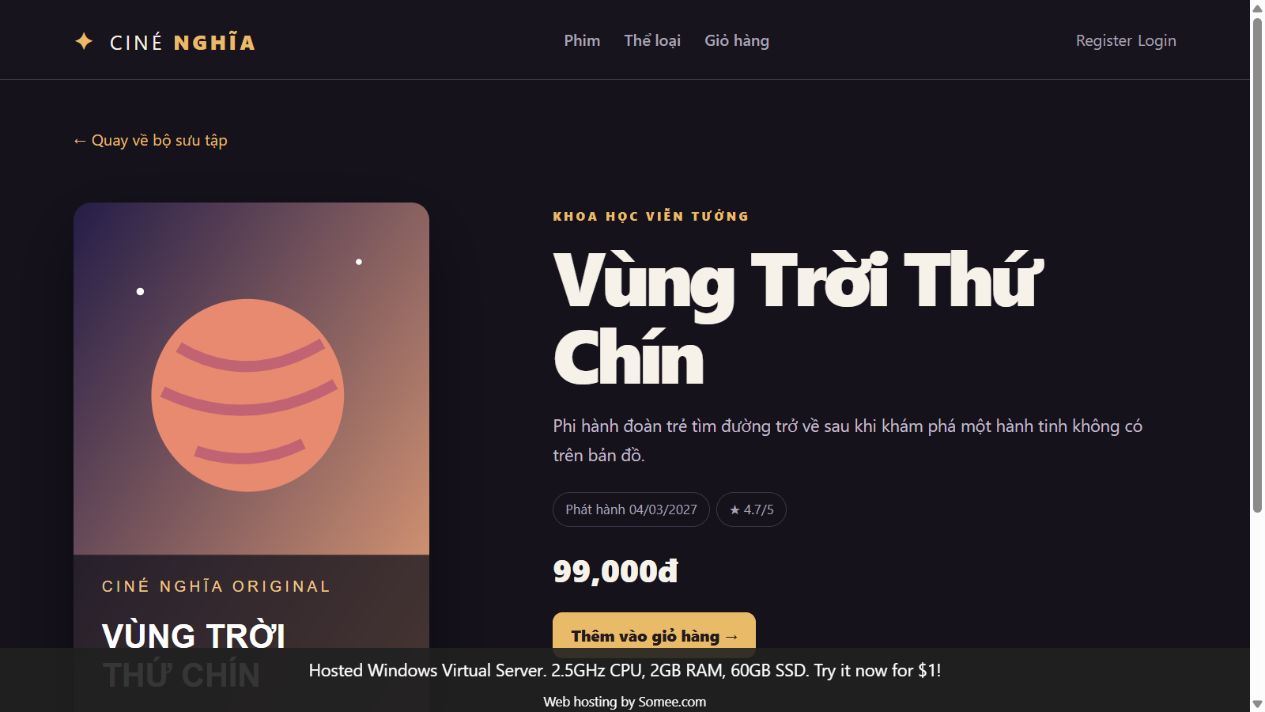 ✦ CINÉ NGHĨA
Phim Thể loại Giỏ hàng
Register Login
← Quay về bộ sưu tập
KHOA HỌC VIỄN TƯỞNG
Vùng Trời Thứ
Chín
Phi hành đoàn trẻ tìm đường trở về sau khi khám phá một hành tinh không có
trên bản đồ.
Phát hành 04/03/2027 ★ 4.7/5
99,000đ
Thêm vào giỏ hàng →
CINÉ NGHĨA ORIGINAL
VÙNG TRỜI
THỨ CHÍN
Hosted Windows Virtual Server. 2.5GHz CPU, 2GB RAM, 60GB SSD. Try it now for $1!
Web hosting by Somee.com